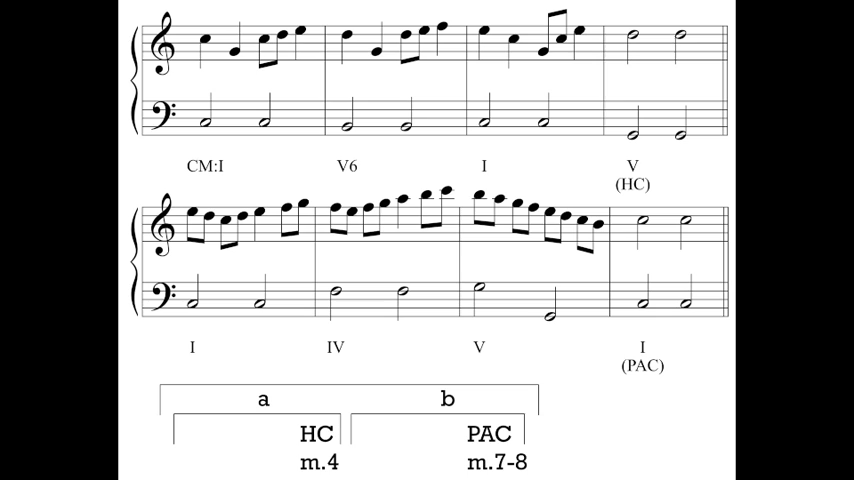 CM:I V6 I V
(HC)
I IV V I
(PAC)
a b
HC PAC
m.4 m.7-8